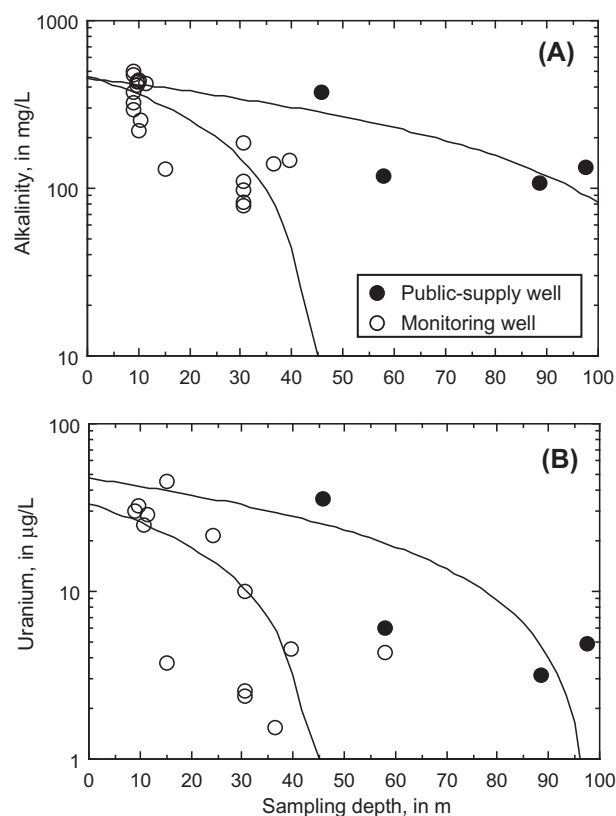 1000
(A)
Alkalinity, in mg/L
100
Public-supply well
Monitoring well
10
0 10 20 30 40 50 60 70 80 90 100
100
(B)
Uranium, in µg/L
10
1
0 10 20 30 40 50 60 70 80 90 100
Sampling depth, in m